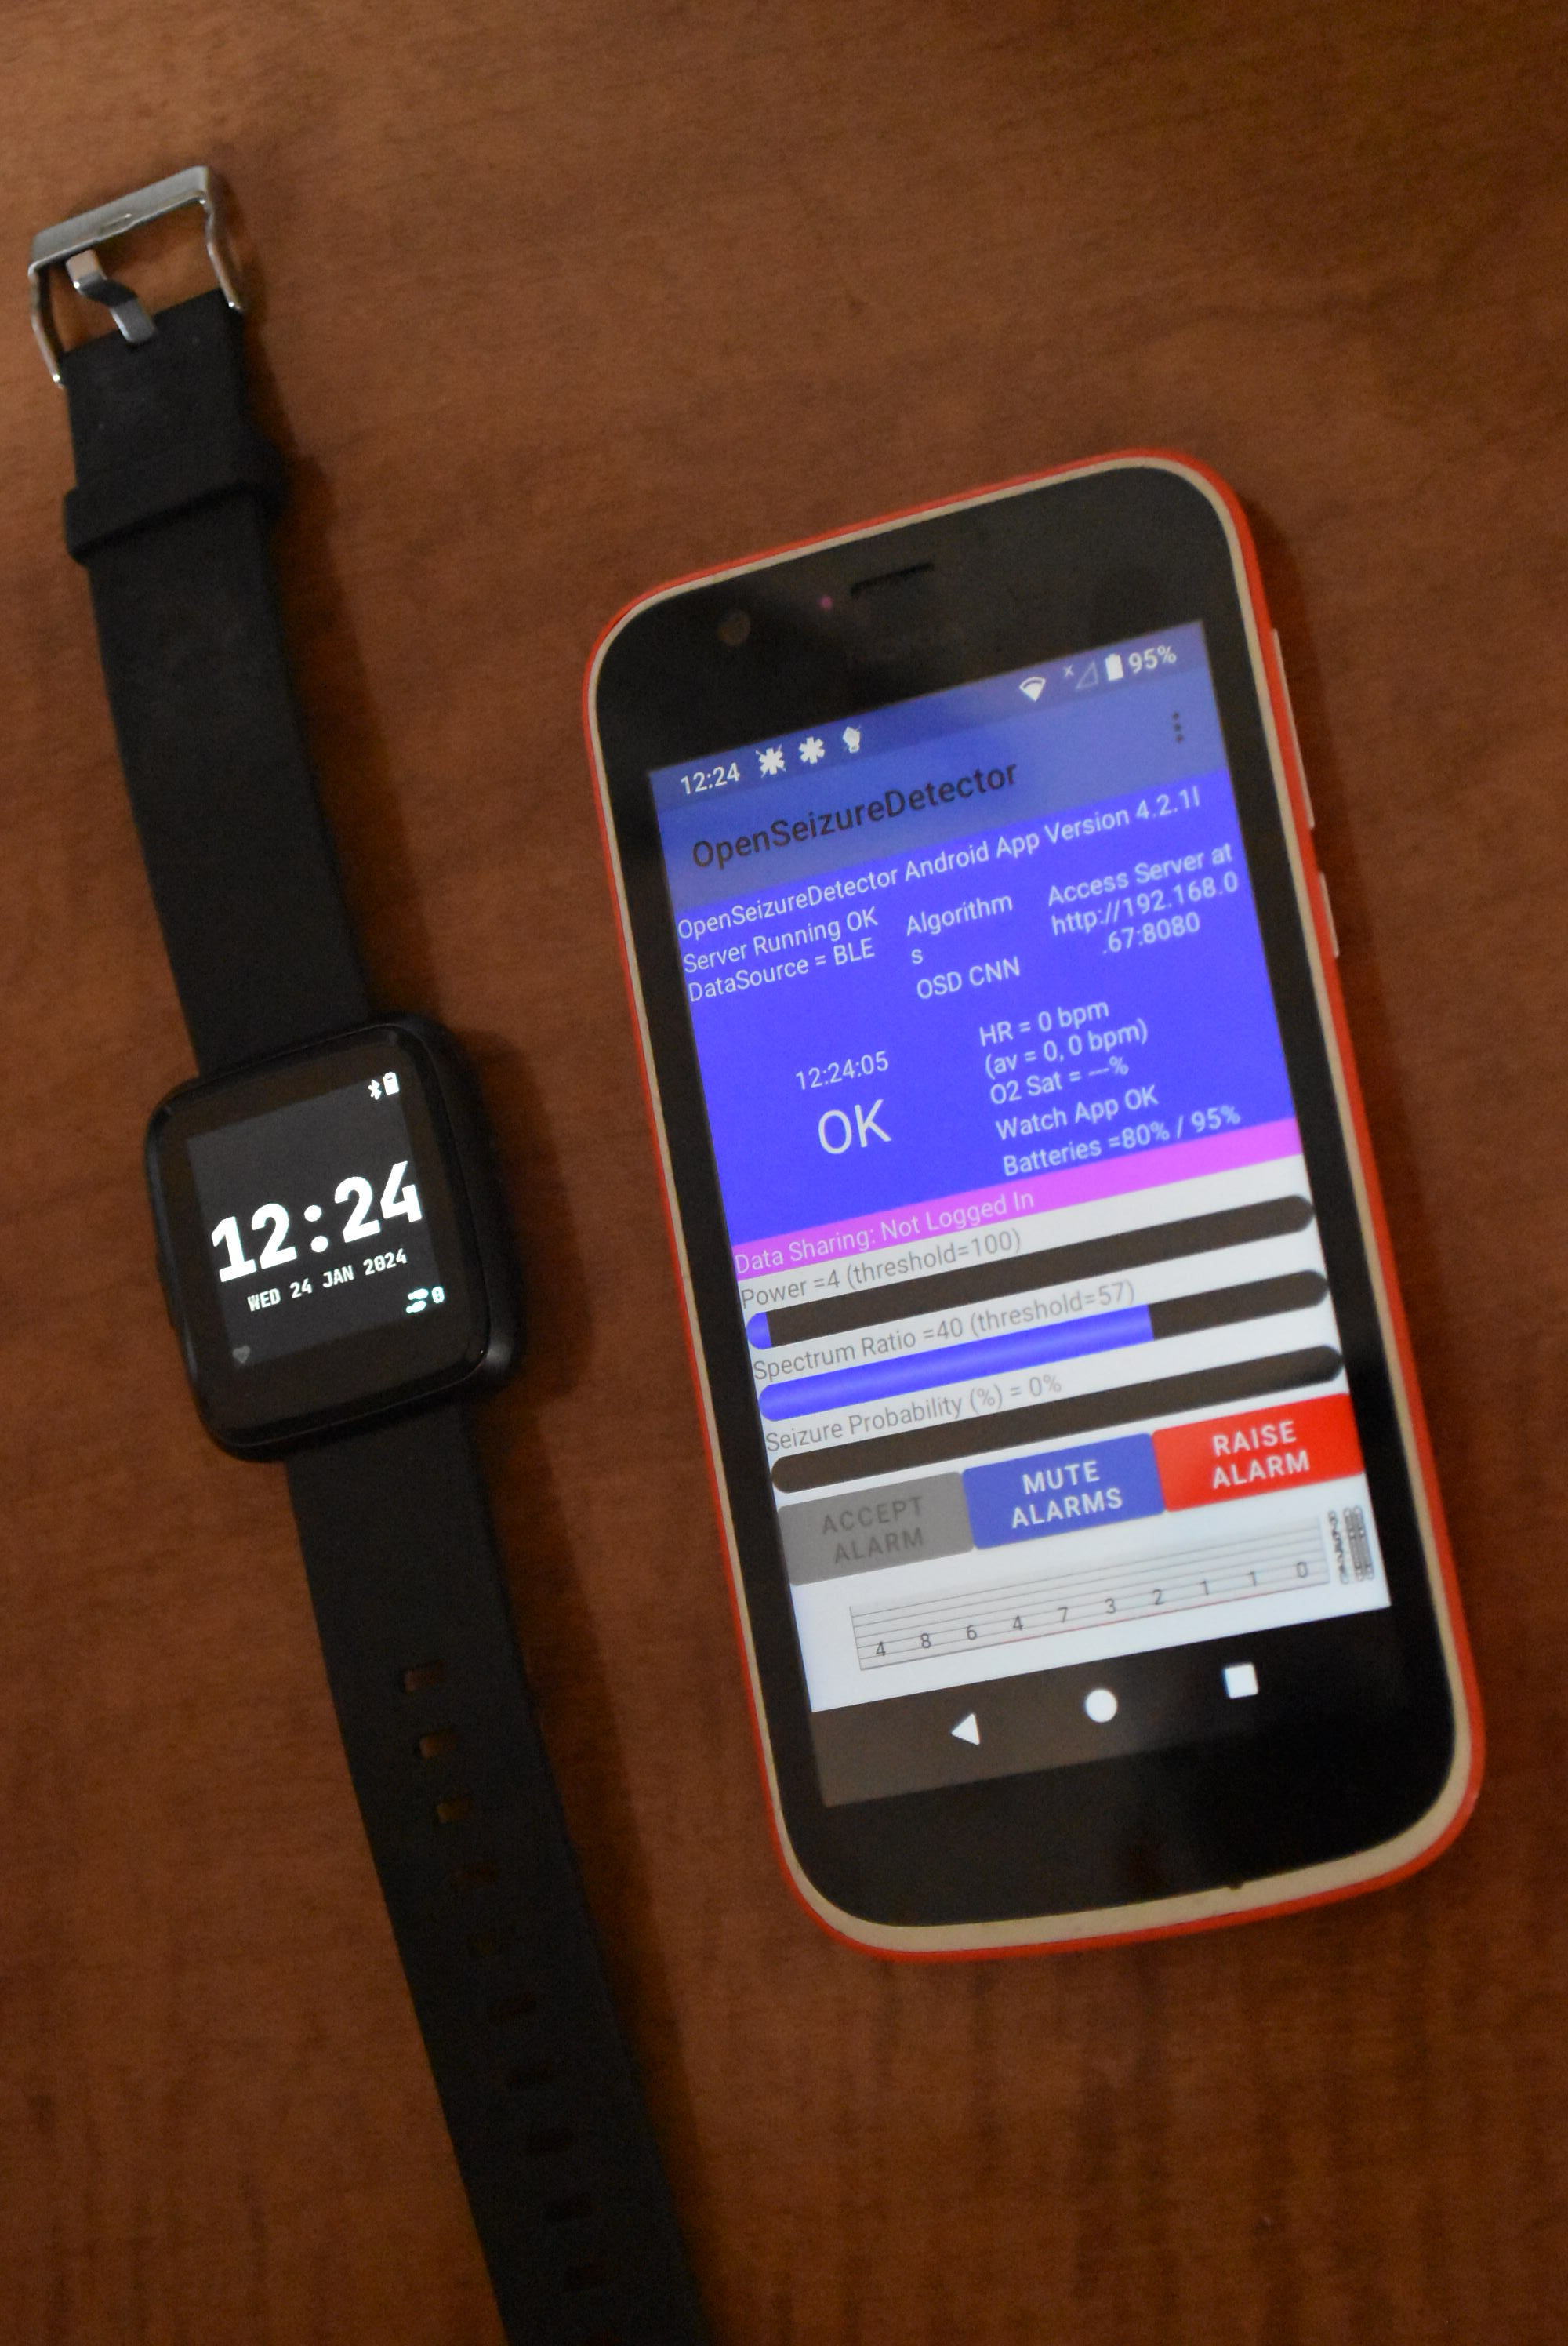 12:24
WED 24 JAN 2024
0
12:24
95%
OpenSeizureDetector
OpenSeizureDetector Android App Version 4.2.1l
Server Running OK
DataSource = BLE
Algorithm
s
OSD CNN
Access Server at
http://192.168.0
.67:8080
12:24:05
OK
HR = 0 bpm
(av = 0, 0 bpm)
O2 Sat = ---%
Watch App OK
Batteries =80% / 95%
Data Sharing: Not Logged In
Power =4 (threshold=100)
Spectrum Ratio =40 (threshold=57)
Seizure Probability (%) = 0%
ACCEPT
ALARM
MUTE
ALARMS
RAISE
ALARM
4 8 6 4 7 3 2 1 1 0